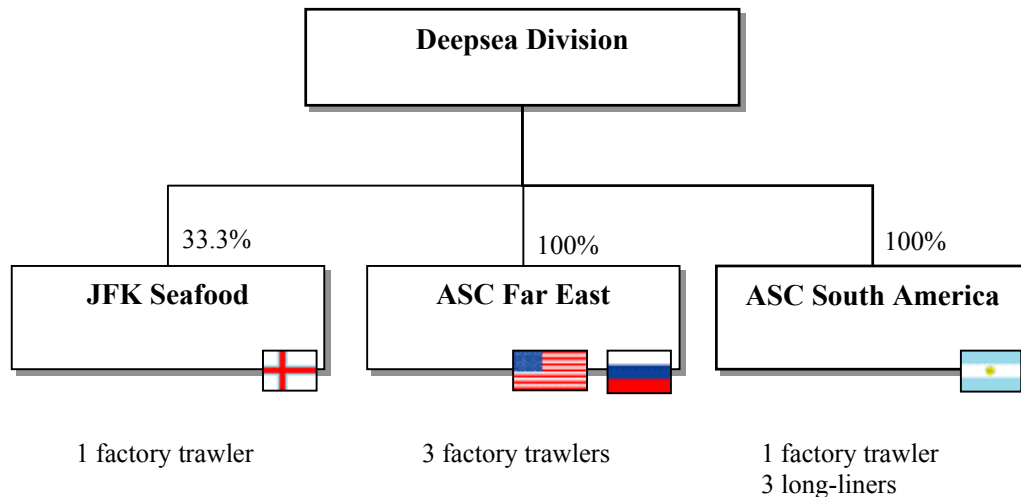 Deepsea Division
33.3%
100%
100%
JFK Seafood
ASC Far East
ASC South America
1 factory trawler
3 factory trawlers
1 factory trawler
3 long-liners